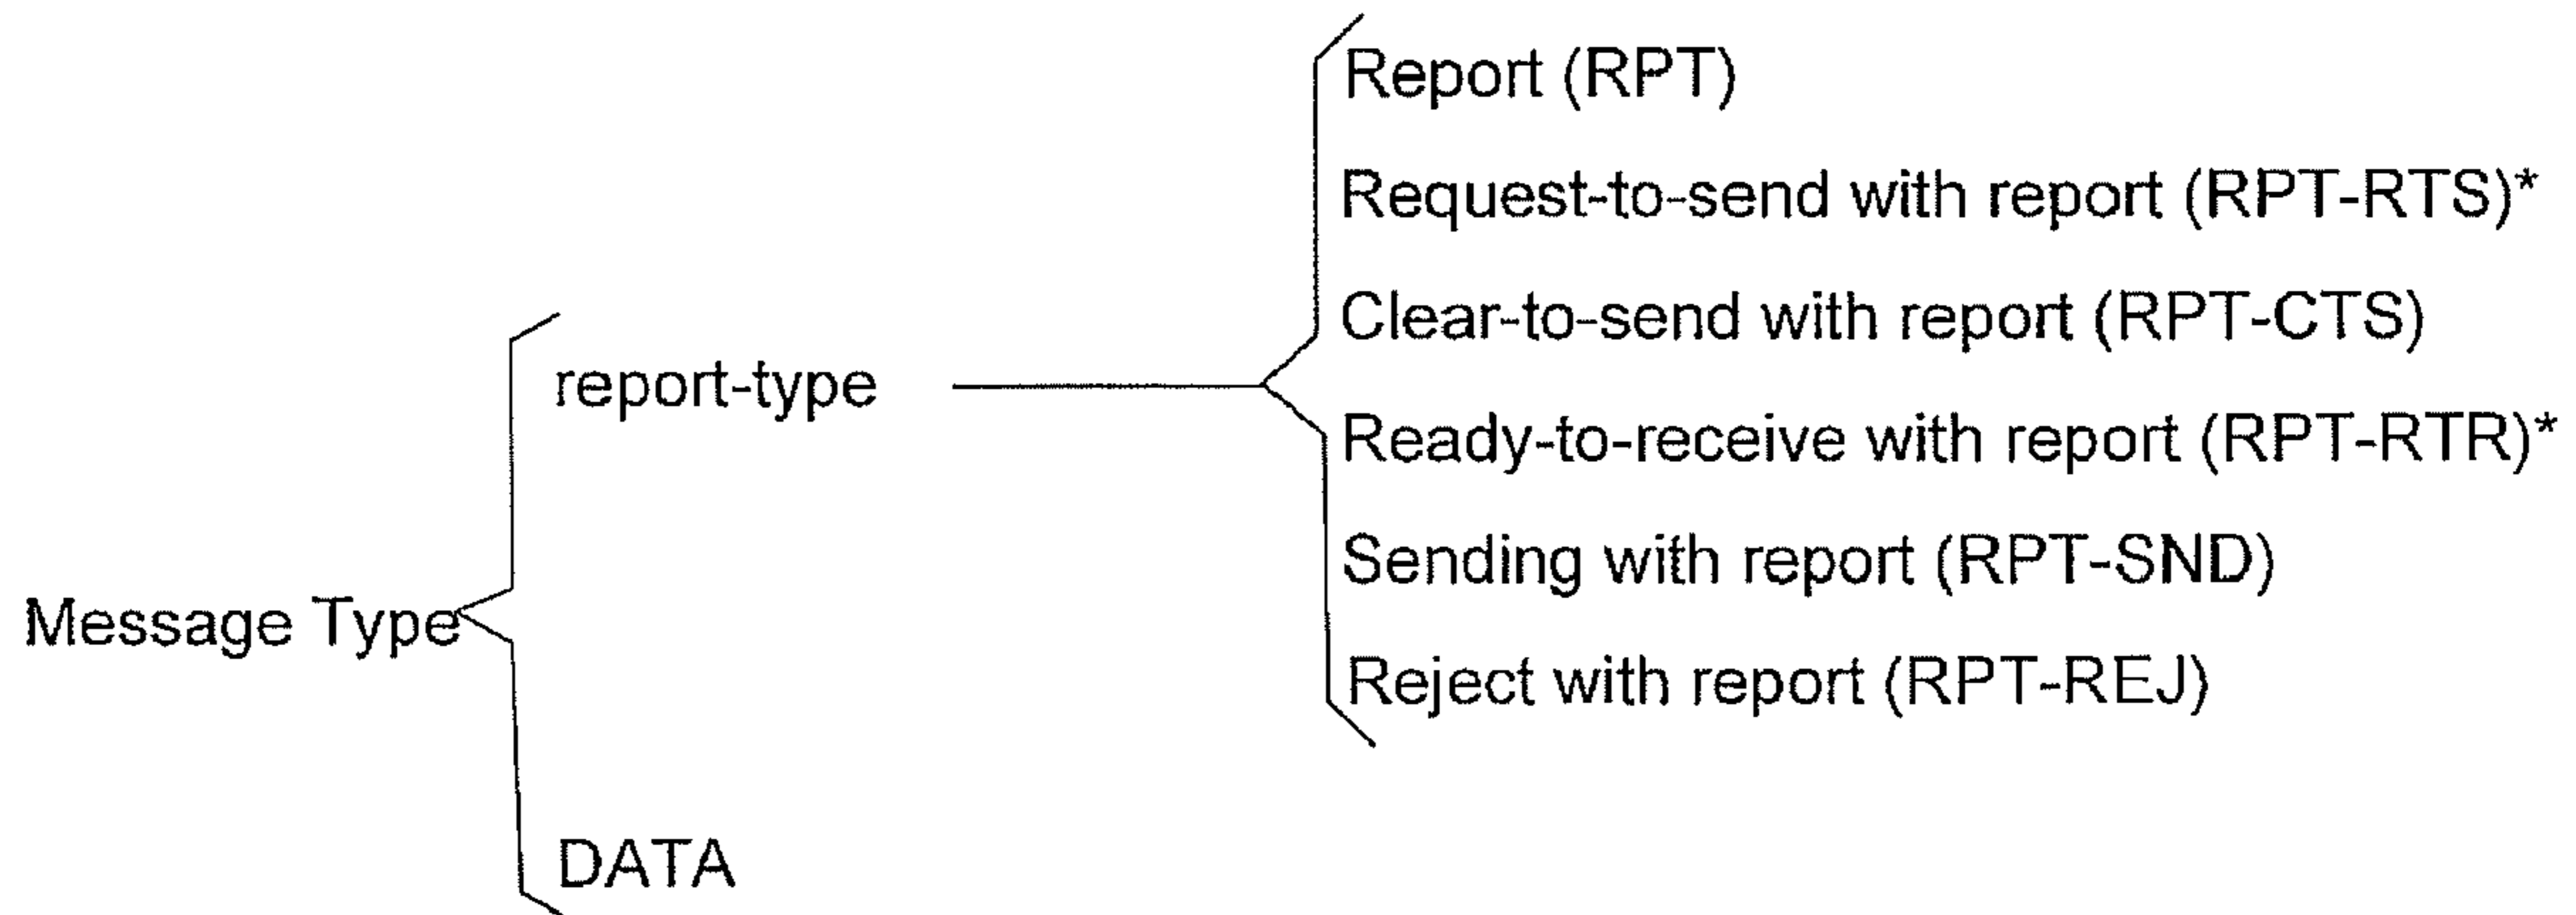 Report (RPT)
Request-to-send with report (RPT-RTS)*
Clear-to-send with report (RPT-CTS)
report-type
Ready-to-receive with report (RPT-RTR)*
Sending with report (RPT-SND)
Message Type
Reject with report (RPT-REJ)
DATA